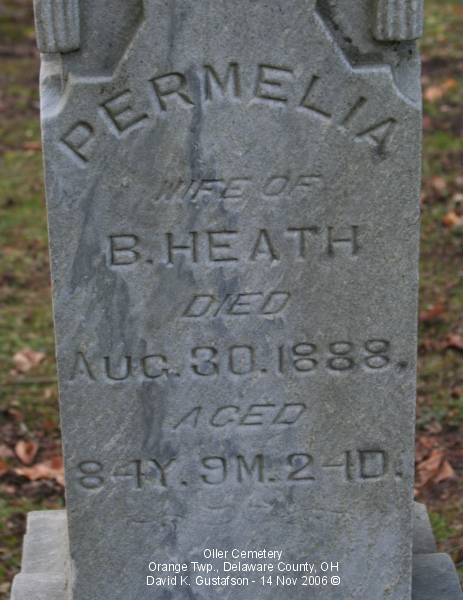 PERMELIA
WIFE OF
B. HEATH
DIED
AUG. 30. 1888,
AGED
84Y. 9M. 24D.
Oller Cemetery
Orange Twp., Delaware County, OH
David K. Gustafson - 14 Nov 2006 ©